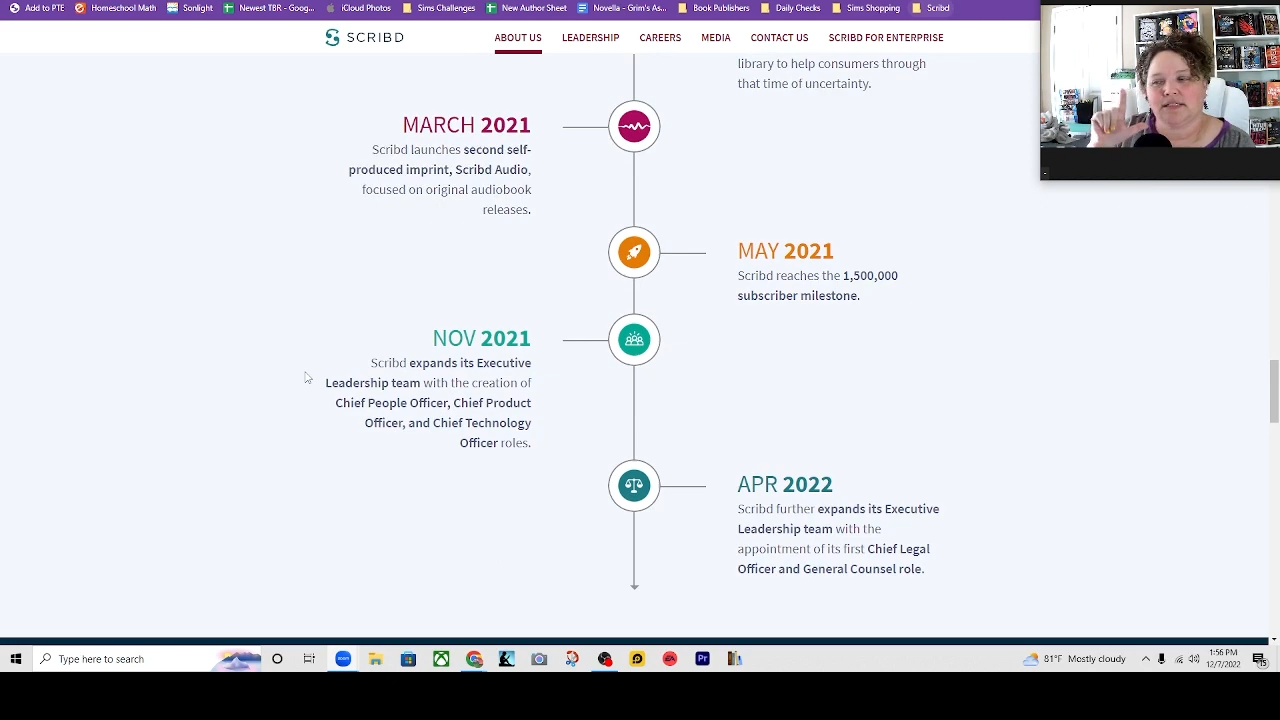 Add to PTE
Homeschool Math
Sonlight
Newest TBR - Goog...
iCloud Photos
Sims Challenges
New Author Sheet
Novella - Grim's As...
Book Publishers
Daily Checks
Sims Shopping
Scribd
SCRIBD
ABOUT US
LEADERSHIP
CAREERS
MEDIA
CONTACT US
SCRIBD FOR ENTERPRISE
library to help consumers through
that time of uncertainty.
MARCH 2021
Scribd launches second self-
produced imprint, Scribd Audio,
focused on original audiobook
releases.
MAY 2021
Scribd reaches the 1,500,000
subscriber milestone.
NOV 2021
Scribd expands its Executive
Leadership team with the creation of
Chief People Officer, Chief Product
Officer, and Chief Technology
Officer roles.
APR 2022
Scribd further expands its Executive
Leadership team with the
appointment of its first Chief Legal
Officer and General Counsel role.
Type here to search
zoom
EA
Pr
81°F Mostly cloudy
1:56 PM
12/7/2022